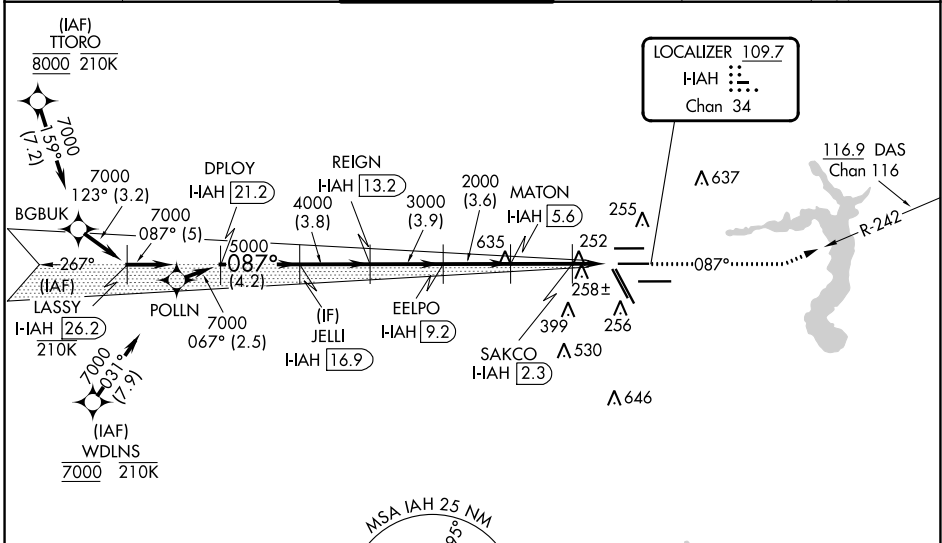 (IAF)
TTORO
8000 210K
7000
159°
(7.2)
7000
123° (3.2)
BGBUK
7000
087° (5)
267°
(IAF)
LASSY
I-IAH 26.2
210K
POLLN
7000
067° (2.5)
7000
031°
(7.9)
(IAF)
WDLNS
7000 210K
DPLOY
I-IAH 21.2
5000
087°
(4.2)
4000
(3.8)
(IF)
JELLI
I-IAH 16.9
REIGN
I-IAH 13.2
3000
(3.9)
EELPO
I-IAH 9.2
2000
(3.6)
635
MATON
I-IAH 5.6
SAKCO
I-IAH 2.3
252
258±
255
256
399
530
646
637
LOCALIZER 109.7
I-IAH
Chan 34
087°
116.9 DAS
Chan 116
R-242
MSA IAH 25 NM
095°